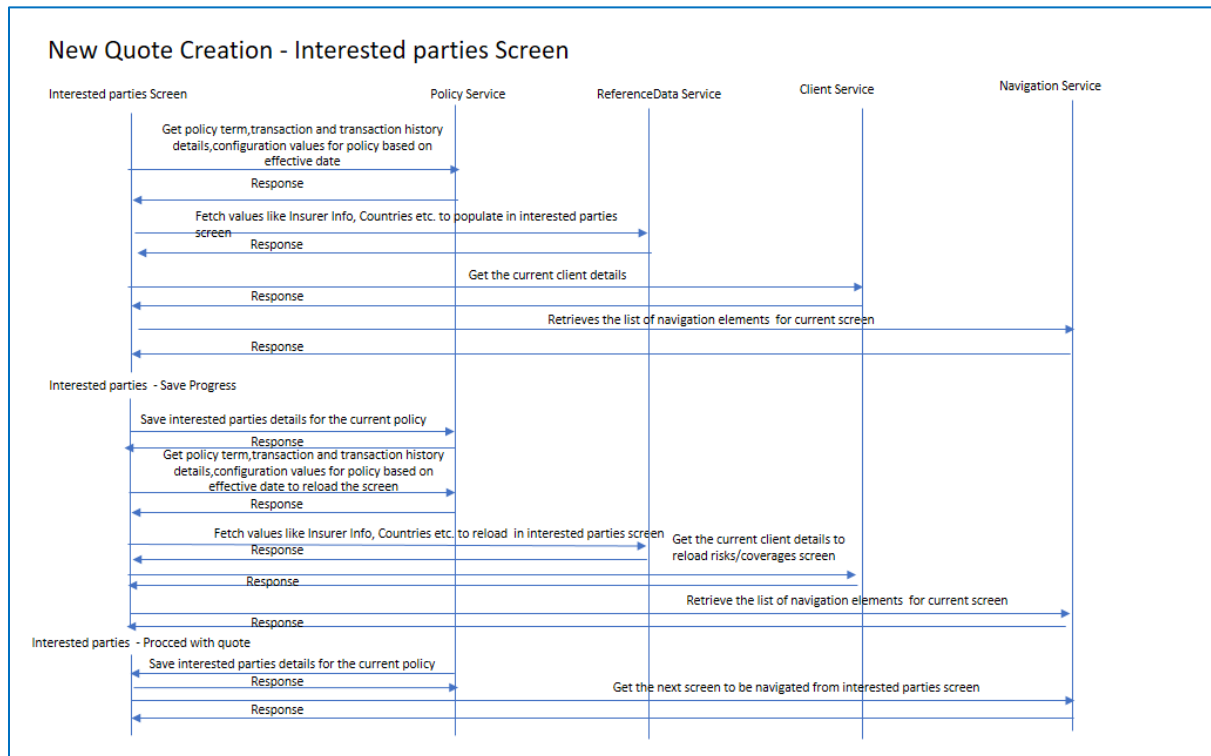 New Quote Creation - Interested parties Screen
Interested parties Screen
Policy Service
ReferenceData Service
Client Service
Navigation Service
Get policy term,transaction and transaction history
details,configuration values for policy based on
effective date
Response
Fetch values like Insurer Info, Countries etc. to populate in interested parties
screen
Response
Get the current client details
Response
Retrieves the list of navigation elements for current screen
Response
Interested parties - Save Progress
Save interested parties details for the current policy
Response
Get policy term,transaction and transaction history
details,configuration values for policy based on
effective date to reload the screen
Response
Fetch values like Insurer Info, Countries etc. to reload in interested parties screen
Response
Get the current client details to
reload risks/coverages screen
Response
Retrieve the list of navigation elements for current screen
Response
Interested parties - Procced with quote
Save interested parties details for the current policy
Response
Get the next screen to be navigated from interested parties screen
Response